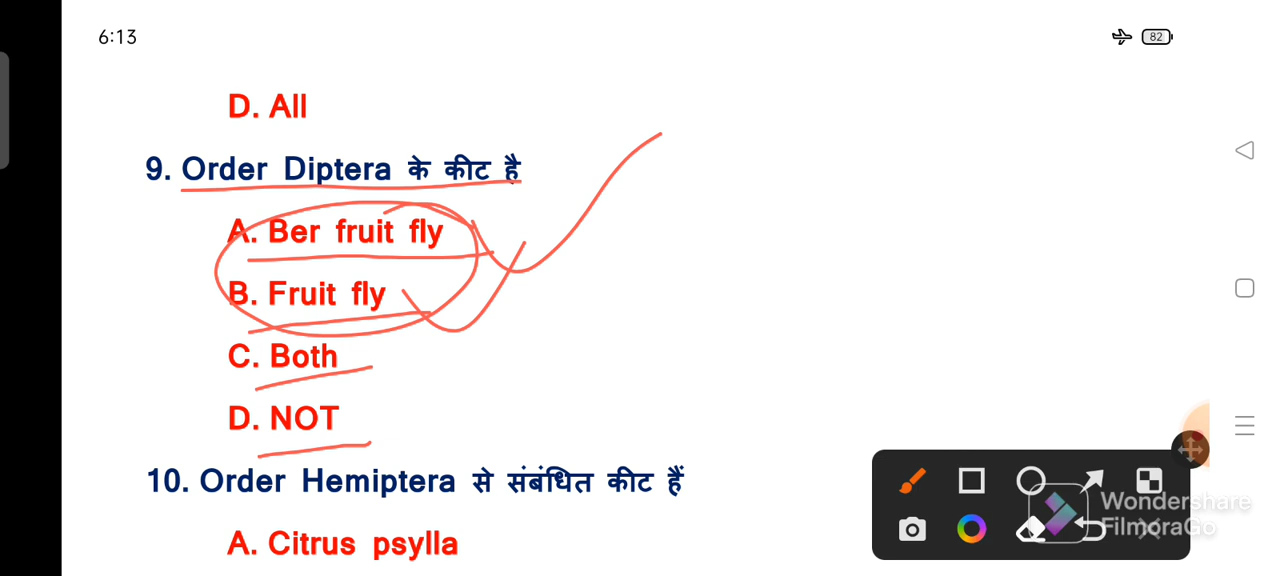 6:13
82
D. All
9. Order Diptera के कीट है
A. Ber fruit fly
B. Fruit fly
C. Both
D. NOT
10. Order Hemiptera से संबंधित कीट हैं
A. Citrus psylla
Wondershare
FilmoraGo